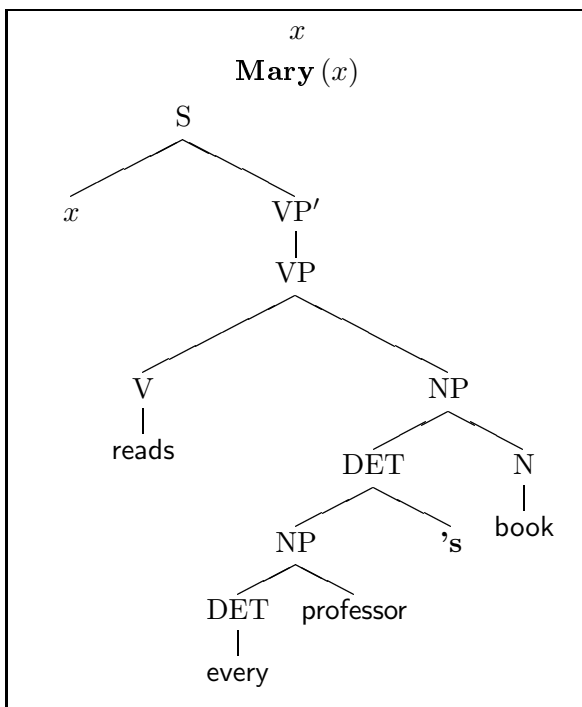 x
Mary (x)
S
x VP′
VP
V NP
reads DET N
NP 's book
DET professor
every